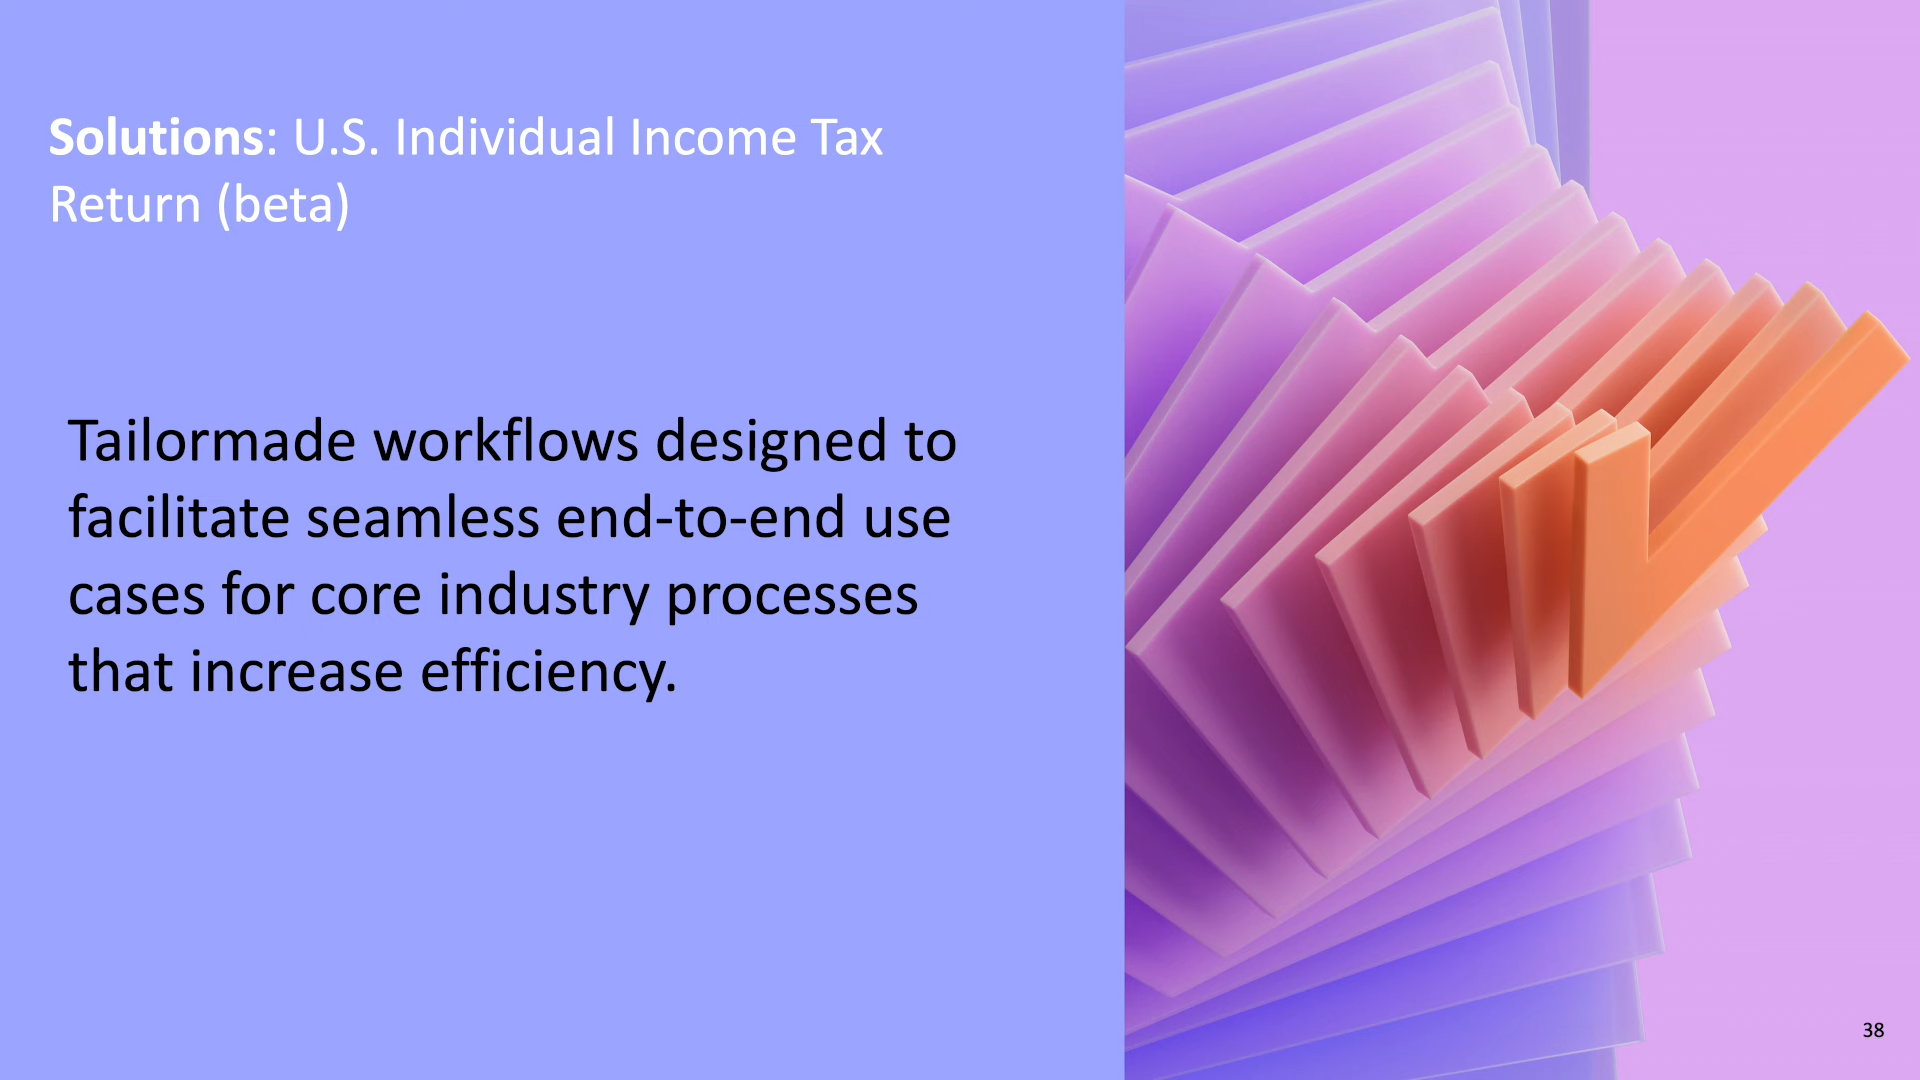 Solutions: U.S. Individual Income Tax
Return (beta)
Tailormade workflows designed to
facilitate seamless end-to-end use
cases for core industry processes
that increase efficiency.
38